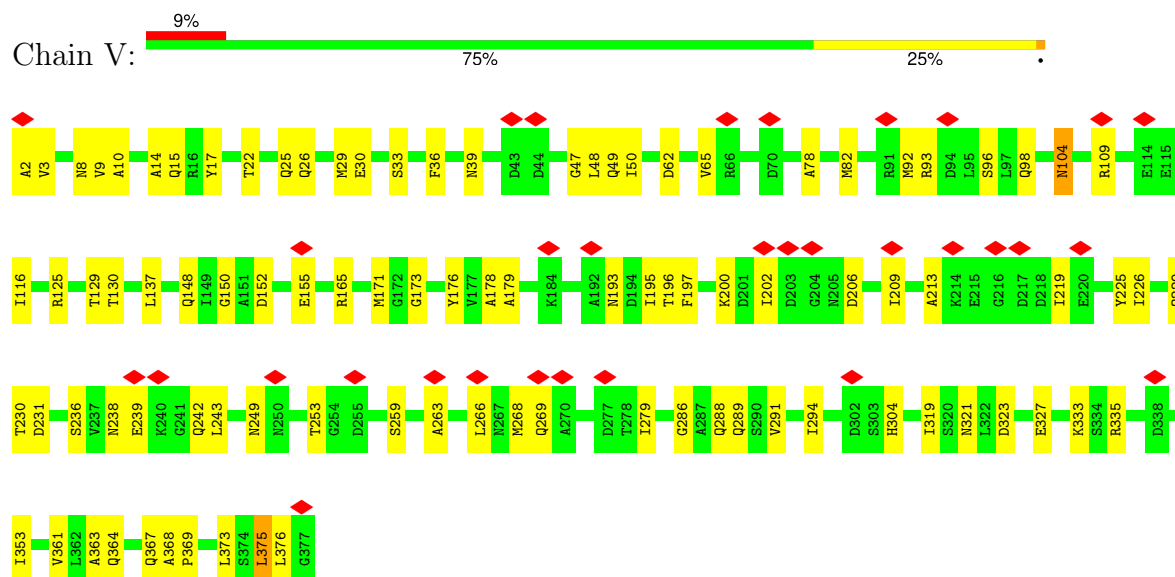 9%
Chain V:
75% 25% •
A2 V3 N8 V9 A10 A14 Q15 R16 Y17 T22 Q25 Q26 M29 E30 S33 F36 N39 D43 D44 G47 L48 Q49 I50 D62 V65 R66 D70 A78 M82 R91 M92 R93 D94 L95 S96 L97 Q98 N104 R109 E114 E115
I116 R125 T129 T130 L137 Q148 I149 G150 A151 D152 E155 R165 M171 G172 G173 Y176 V177 A178 A179 K184 A192 N193 D194 I195 T196 F197 K200 D201 I202 D203 G204 N205 D206 I209 A213 K214 E215 G216 D217 D218 I219 E220 Y225 I226
T230 D231 S236 V237 N238 E239 K240 G241 Q242 L243 N249 N250 T253 G254 D255 S259 A263 L266 N267 M268 Q269 A270 D277 T278 I279 G286 A287 Q288 Q289 S290 V291 I294 D302 S303 H304 I319 S320 N321 L322 D323 E327 K333 S334 R335 D338
I353 V361 L362 A363 Q364 Q367 A368 P369 L373 S374 L375 L376 G377